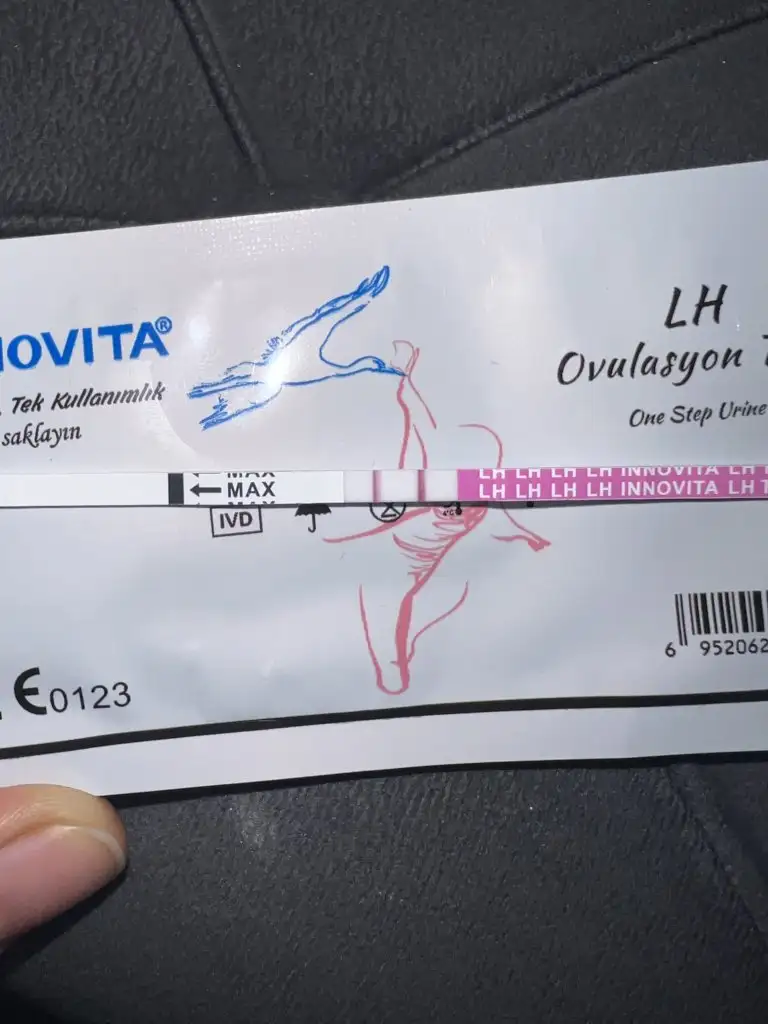 NOVITA®
LH
Ovulasyon
Tek Kullanımlık
saklayın
One Step Urine
MAX
MAX
LH LH LH LH INNOVITA LH
LH LH LH LH INNOVITA LH T
IVD
6 952062
CE0123